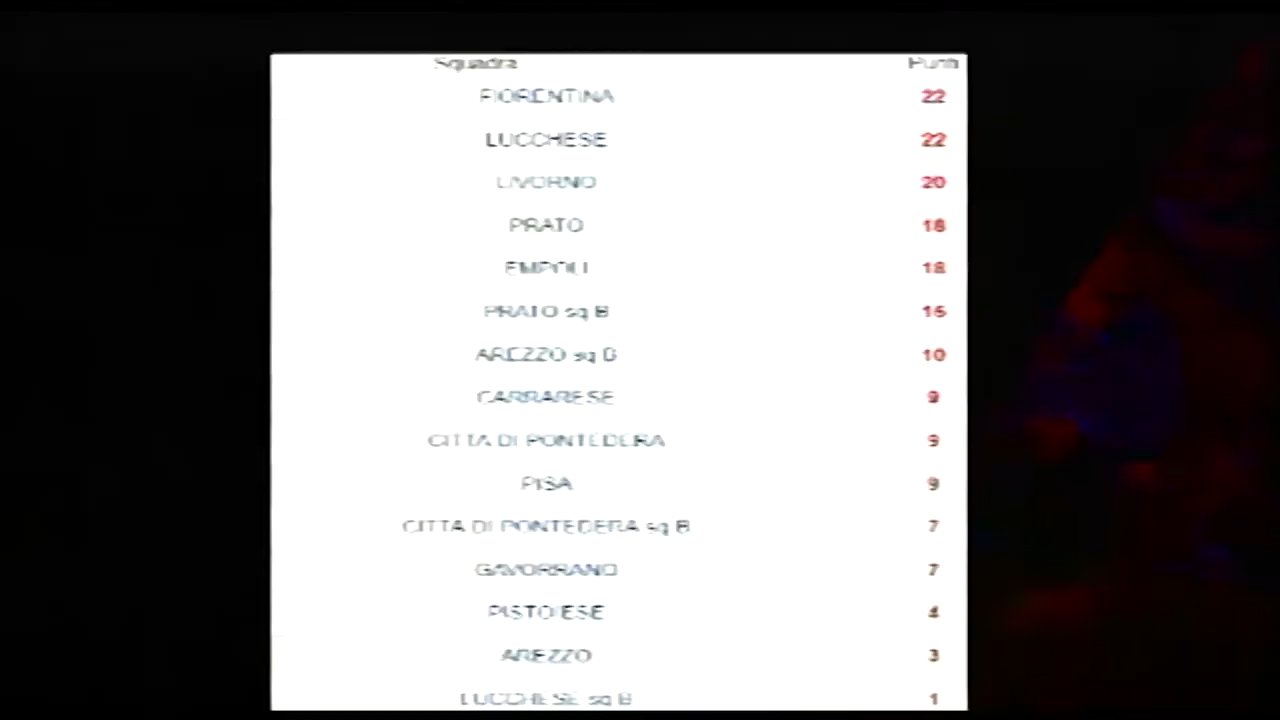 Squadra Punti
FIORENTINA 22
LUCCHESE 22
LIVORNO 20
PRATO 18
EMPOLI 18
PRATO sq B 15
AREZZO sq B 10
CARRARESE 9
CITTA DI PONTEDERA 9
PISA 9
CITTA DI PONTEDERA sq B 7
GAVORRANO 7
PISTOIESE 4
AREZZO 3
LUCCHESE sq B 1